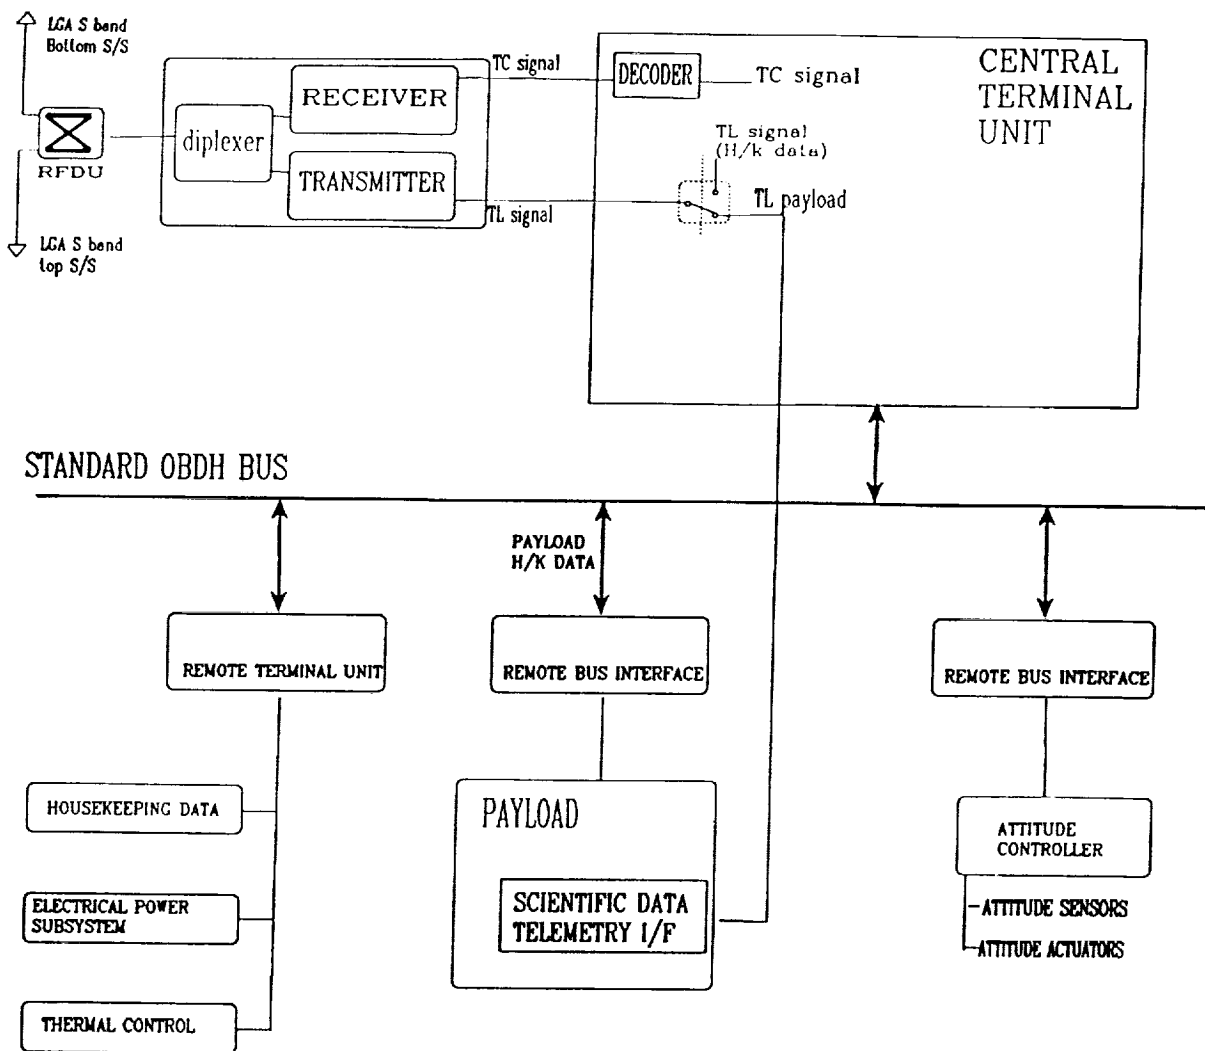 LGA S band
Bottom S/S
RFDU
LGA S band
top S/S
diplexer
RECEIVER
TRANSMITTER
TC signal
TL signal
DECODER
TC signal
CENTRAL
TERMINAL
UNIT
TL signal
(H/k data)
TL payload
STANDARD OBDH BUS
PAYLOAD
H/K DATA
REMOTE TERMINAL UNIT
REMOTE BUS INTERFACE
REMOTE BUS INTERFACE
HOUSEKEEPING DATA
ELECTRICAL POWER
SUBSYSTEM
THERMAL CONTROL
PAYLOAD
SCIENTIFIC DATA
TELEMETRY I/F
ATTITUDE
CONTROLLER
-ATTITUDE SENSORS
-ATTITUDE ACTUATORS